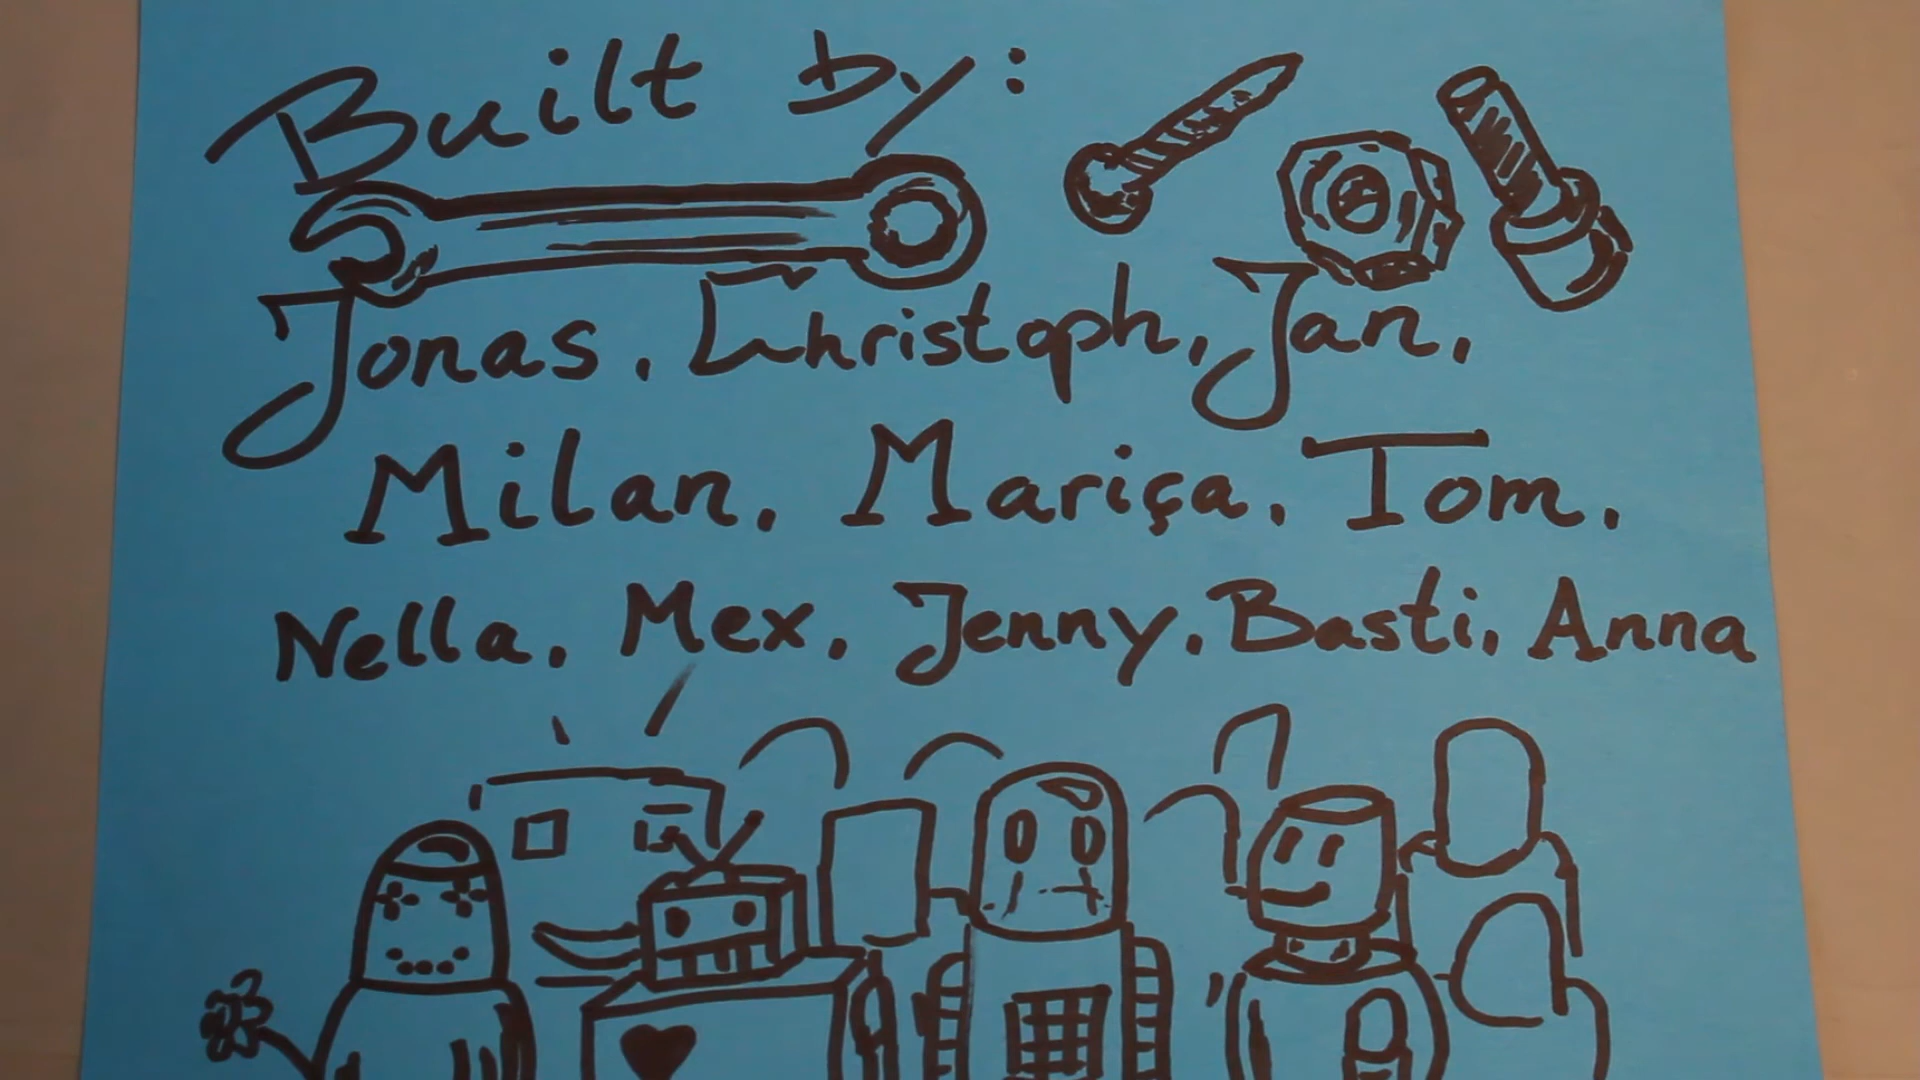 Built by:
Jonas, Christoph, Jan,
Milan, Mariça, Tom,
Nella, Mex, Jenny, Basti, Anna